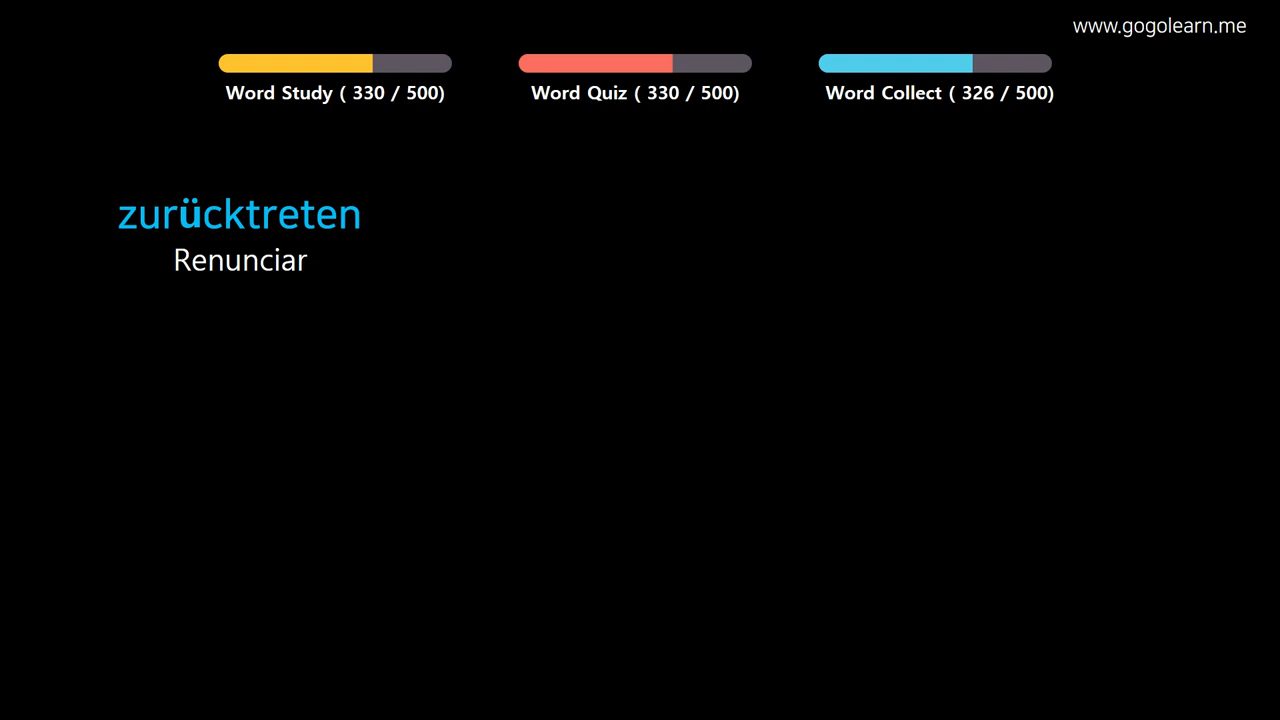 www.gogolearn.me
Word Study ( 330 / 500)
Word Quiz ( 330 / 500)
Word Collect ( 326 / 500)
zurücktreten
Renunciar